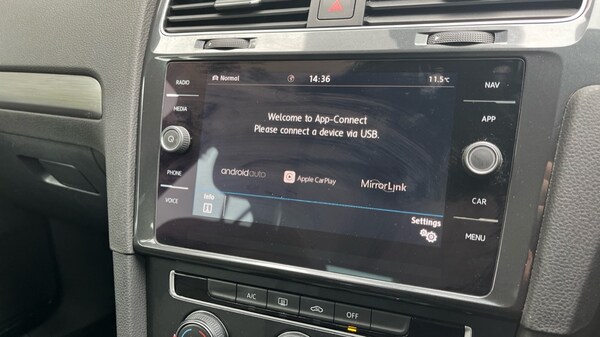 RADIO
Normal
14:36
11.5°C
NAV
MEDIA
Welcome to App-Connect
Please connect a device via USB.
APP
androidauto
Apple CarPlay
MirrorLink
PHONE
CAR
VOICE
Info
Settings
MENU
A/C
OFF